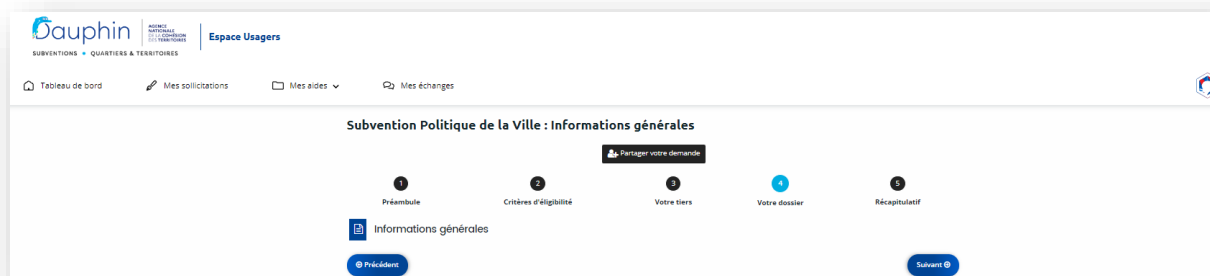 Dauphin
AGENCE
NATIONALE
DE LA COHÉSION
DES TERRITOIRES
Espace Usagers
SUBVENTIONS • QUARTIERS & TERRITOIRES
Tableau de bord Mes sollicitations Mes aides Mes échanges
Subvention Politique de la Ville : Informations générales
Partager votre demande
1 2 3 4 5
Préambule Critères d'éligibilité Votre tiers Votre dossier Récapitulatif
Informations générales
Précédent Suivant